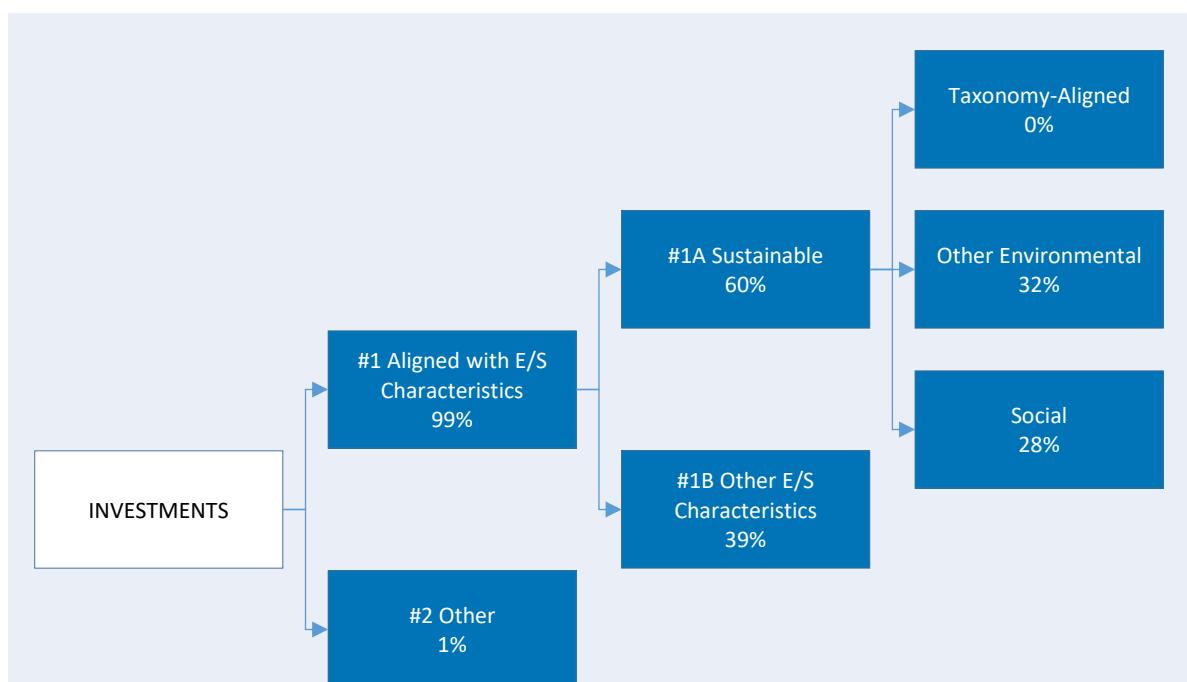 INVESTMENTS
#1 Aligned with E/S
Characteristics
99%
#2 Other
1%
#1A Sustainable
60%
#1B Other E/S
Characteristics
39%
Taxonomy-Aligned
0%
Other Environmental
32%
Social
28%